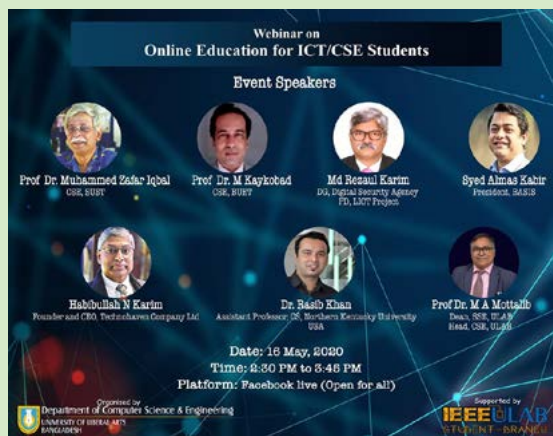 Webinar on
Online Education for ICT/CSE Students
Event Speakers
Prof Dr. Muhammed Zafar Iqbal
CSE, SUST
Prof Dr. M Kaykobad
CSE, BUET
Md Rezaul Karim
DG, Digital Security Agency
PD, LICT Project
Syed Almas Kabir
President, BASIS
Habibullah N Karim
Founder and CEO, Technohaven Company Ltd
Dr. Rasib Khan
Assistant Professor, CS, Northern Kentucky University
USA
Prof Dr. M A Mottalib
Dean, SSE, ULAB
Head, CSE, ULAB
Date: 16 May, 2020
Time: 2:30 PM to 3:45 PM
Platform: Facebook live (Open for all)
Organised by
Department of Computer Science & Engineering
UNIVERSITY OF LIBERAL ARTS
BANGLADESH
Supported by
IEEE ULAB
STUDENT BRANCH